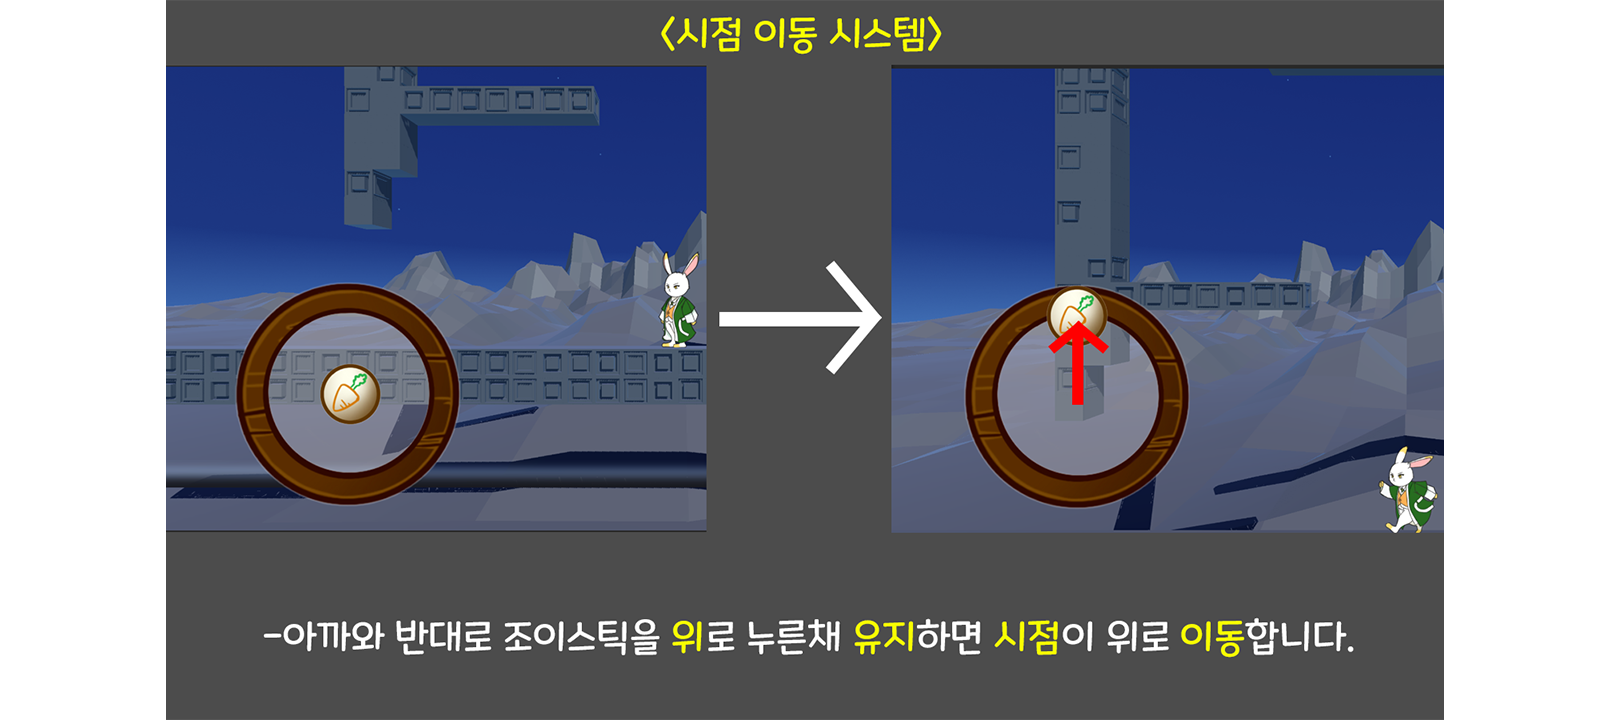 <시점 이동 시스템>
-아까와 반대로 조이스틱을 위로 누른채 유지하면 시점이 위로 이동합니다.